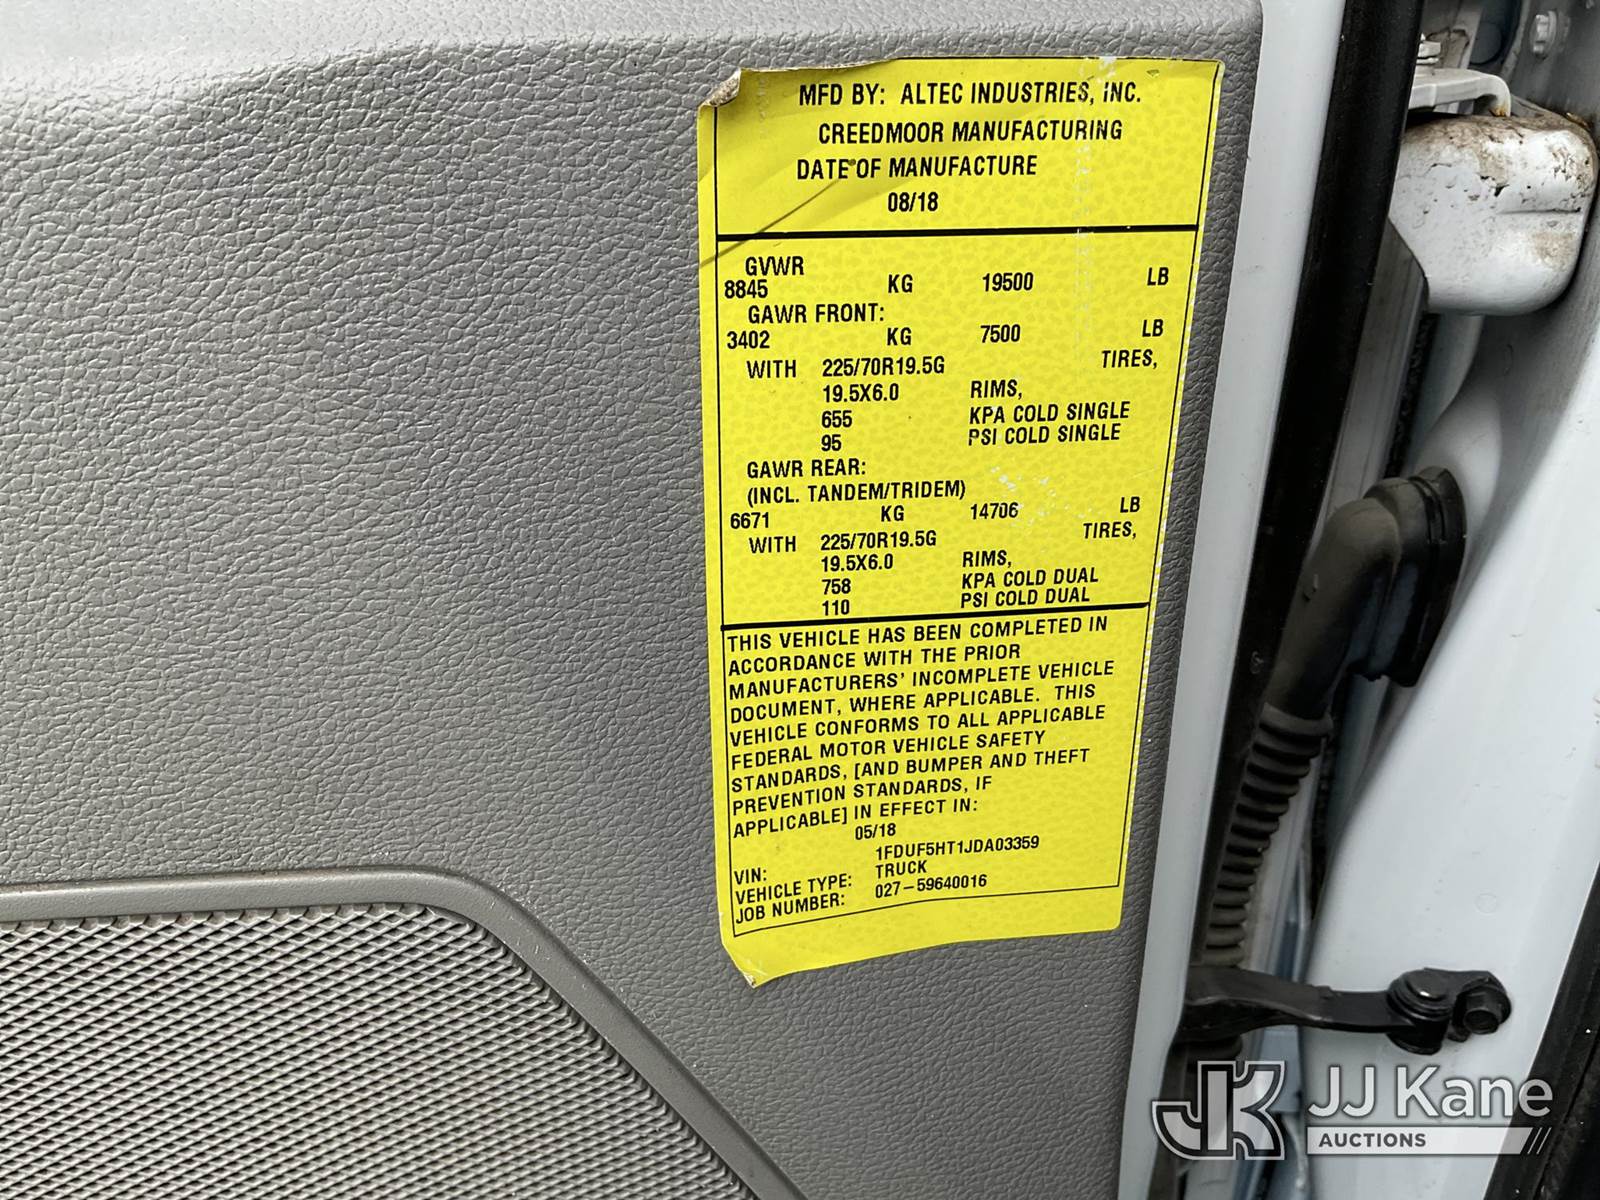 MFD BY: ALTEC INDUSTRIES, INC.
CREEDMOOR MANUFACTURING
DATE OF MANUFACTURE
08/18
GVWR
8845 KG 19500 LB
GAWR FRONT:
3402 KG 7500 LB
WITH 225/70R19.5G TIRES,
19.5X6.0 RIMS,
655 KPA COLD SINGLE
95 PSI COLD SINGLE
GAWR REAR:
(INCL. TANDEM/TRIDEM)
6671 KG 14706 LB
WITH 225/70R19.5G TIRES,
19.5X6.0 RIMS,
758 KPA COLD DUAL
110 PSI COLD DUAL
THIS VEHICLE HAS BEEN COMPLETED IN
ACCORDANCE WITH THE PRIOR
MANUFACTURERS' INCOMPLETE VEHICLE
DOCUMENT, WHERE APPLICABLE. THIS
VEHICLE CONFORMS TO ALL APPLICABLE
FEDERAL MOTOR VEHICLE SAFETY
STANDARDS, [AND BUMPER AND THEFT
PREVENTION STANDARDS, IF
APPLICABLE] IN EFFECT IN:
05/18
VIN: 1FDUF5HT1JDA03359
VEHICLE TYPE: TRUCK
JOB NUMBER: 027-59640016
JK JJ Kane
AUCTIONS